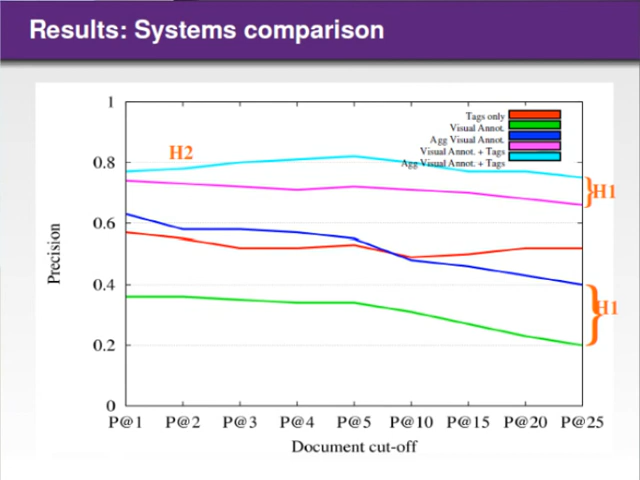 Results: Systems comparison
1
Tags only
Visual Annot.
Agg Visual Annot.
Visual Annot. + Tags
Agg Visual Annot. + Tags
H2
0.8
H1
0.6
Precision
0.4
H1
0.2
0
P@1 P@2 P@3 P@4 P@5 P@10 P@15 P@20 P@25
Document cut-off